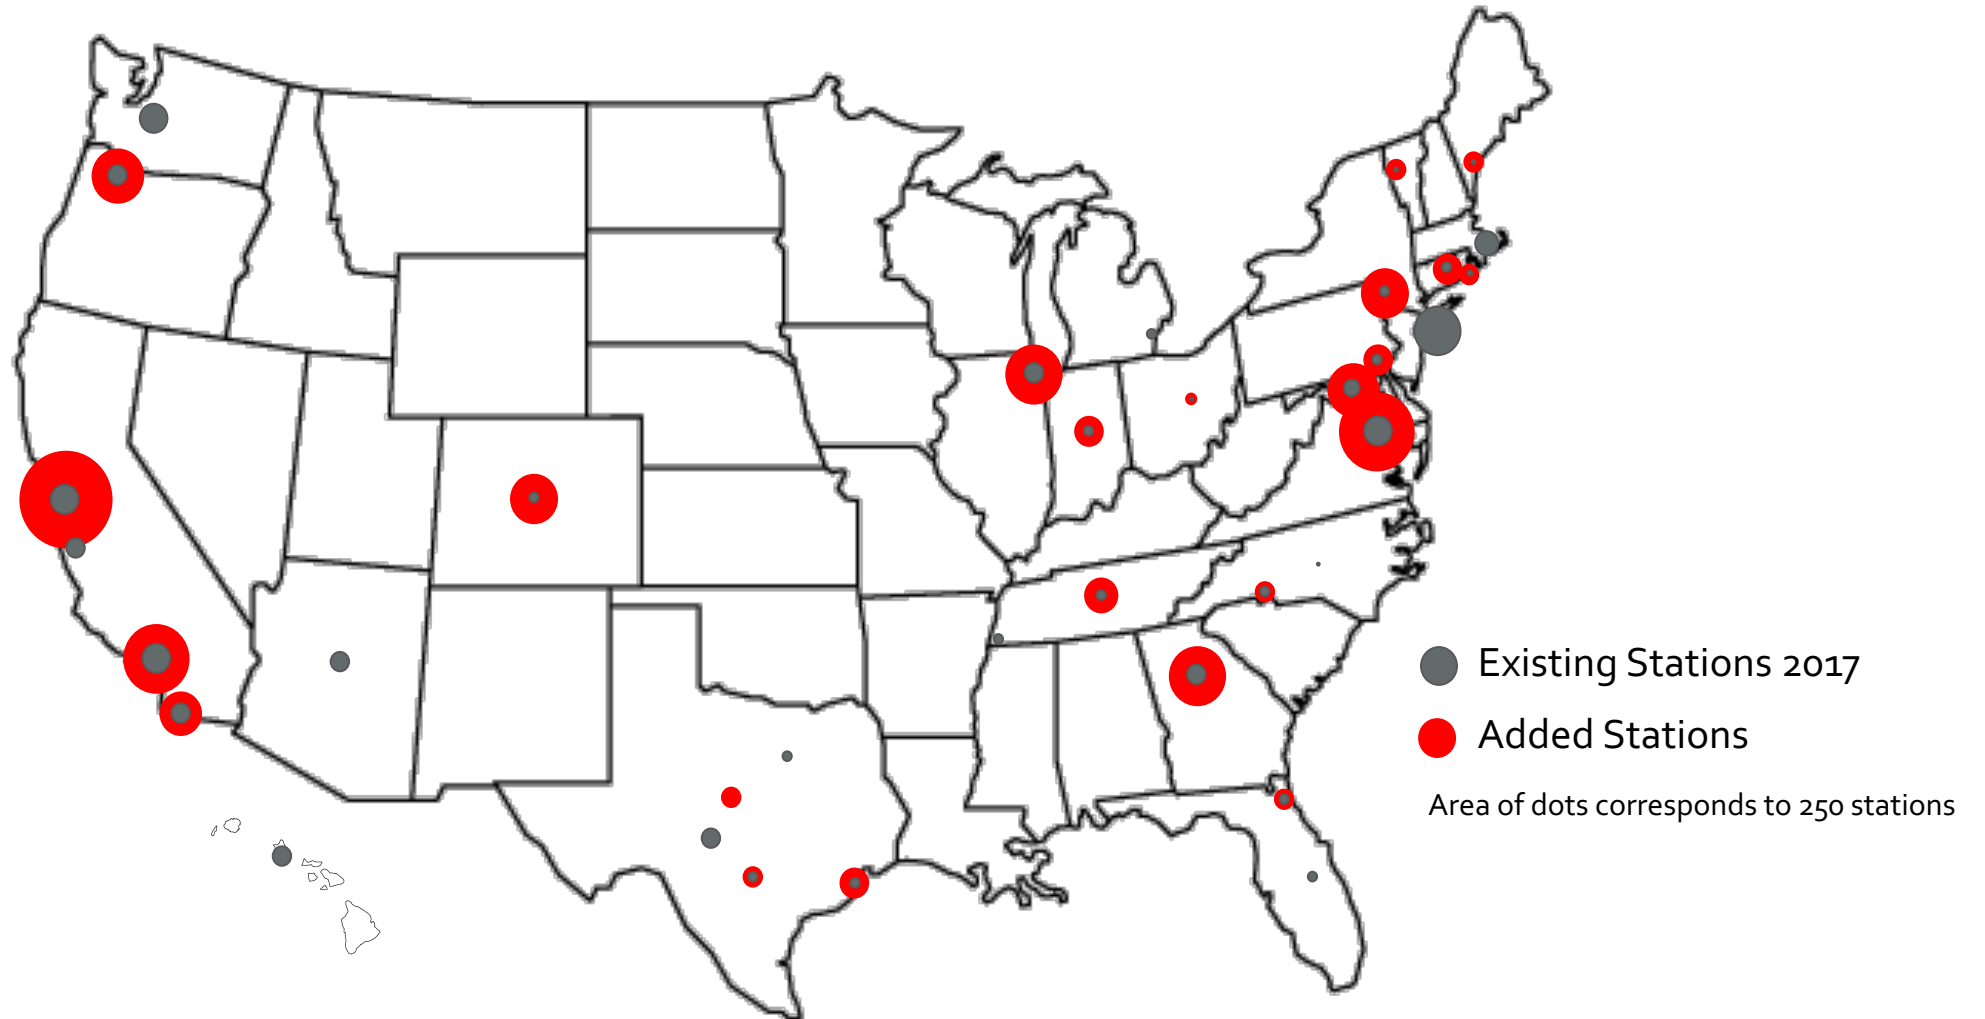 Existing Stations 2017
Added Stations
Area of dots corresponds to 250 stations